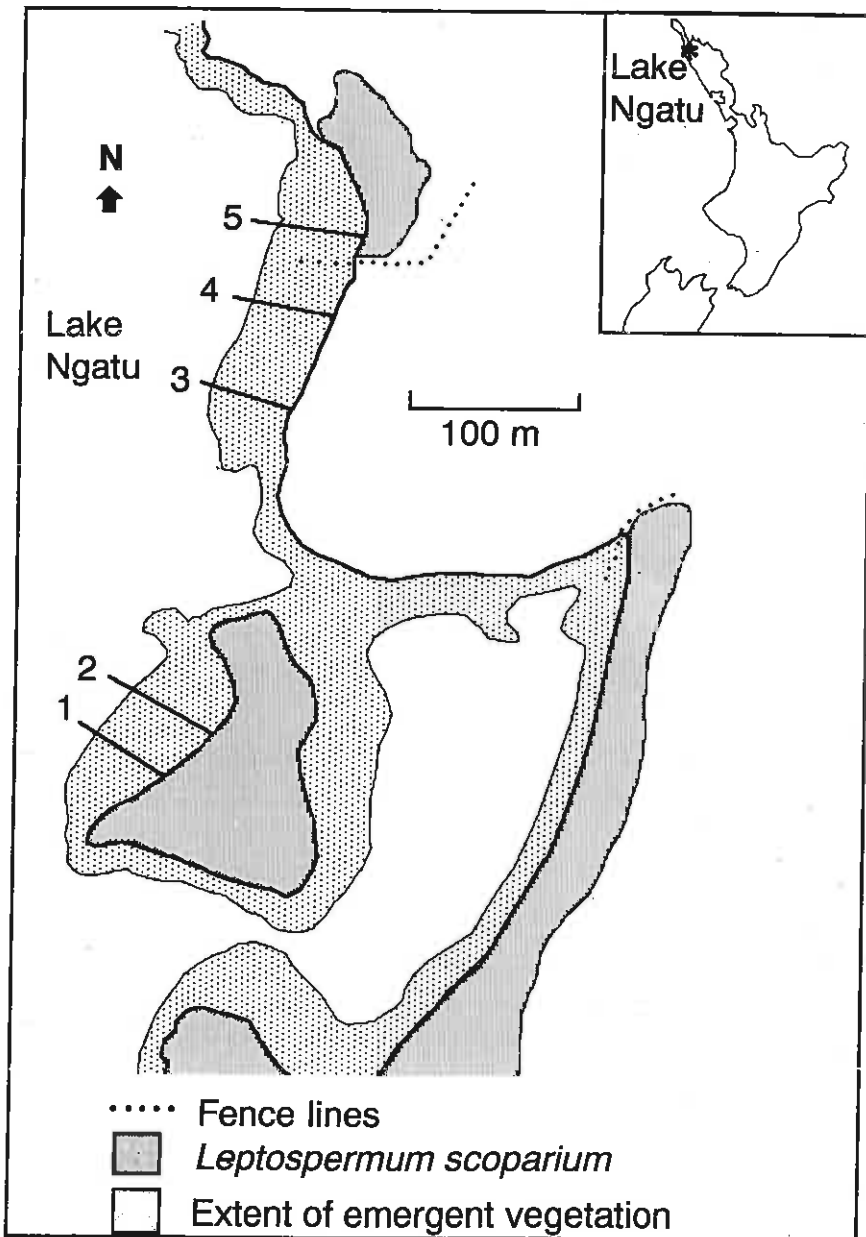 Lake
Ngatu
N
5
4
Lake
Ngatu
3
100 m
2
1
Fence lines
Leptospermum scoparium
Extent of emergent vegetation